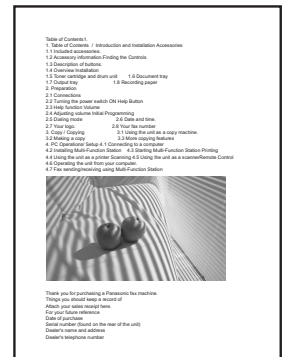 Table of Contents1.
1. Table of Contents / Introduction and Installation Accessories
1.1 Included accessories.
1.2 Accessory information.Finding the Controls
1.3 Description of buttons.
1.4 Overview Installation
1.5 Toner cartridge and drum unit 1.6 Document tray
1.7 Output tray 1.8 Recording paper
2. Preparation
2.1 Connections
2.2 Turning the power switch ON Help Button
2.3 Help function Volume
2.4 Adjusting volume Initial Programming
2.5 Dialing mode 2.6 Date and time.
2.7 Your logo. 2.8 Your fax number
3. Copy / Copying 3.1 Using the unit as a copy machine.
3.2 Making a copy 3.3 More copying features
4. PC Operations/ Setup 4.1 Connecting to a computer
4.2 Installing Multi-Function Station 4.3 Starting Multi-Function Station Printing
4.4 Using the unit as a printer Scanning 4.5 Using the unit as a scanner/Remote Control
4.6 Operating the unit from your computer.
4.7 Fax sending/receiving using Multi-Function Station
Thank you for purchasing a Panasonic fax machine.
Things you should keep a record of
Attach your sales receipt here.
For your future reference
Date of purchase
Serial number (found on the rear of the unit)
Dealer's name and address
Dealer's telephone number